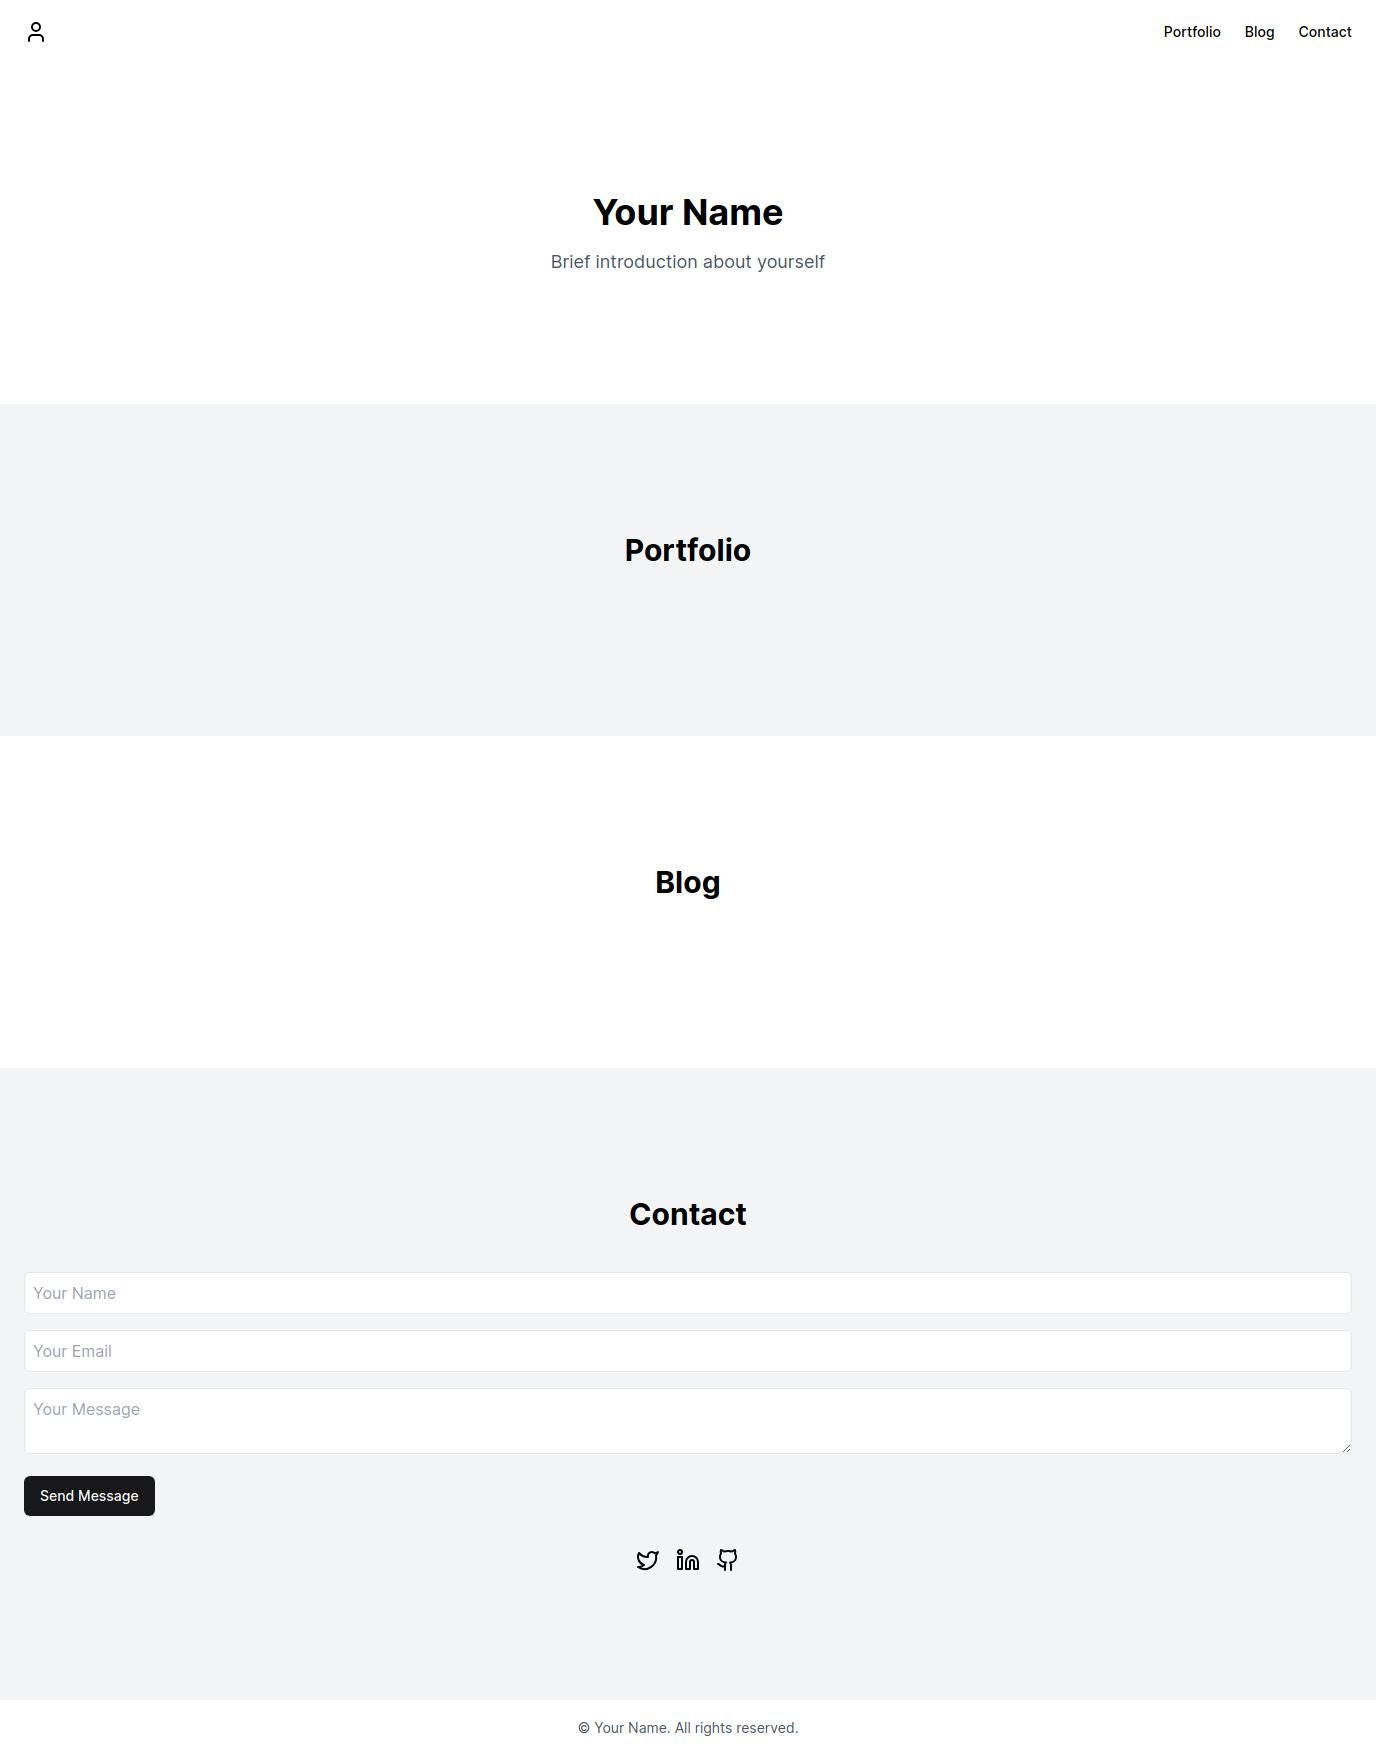 Portfolio Blog Contact
Your Name
Brief introduction about yourself
Portfolio
Blog
Contact
Your Name
Your Email
Your Message
Send Message
© Your Name. All rights reserved.